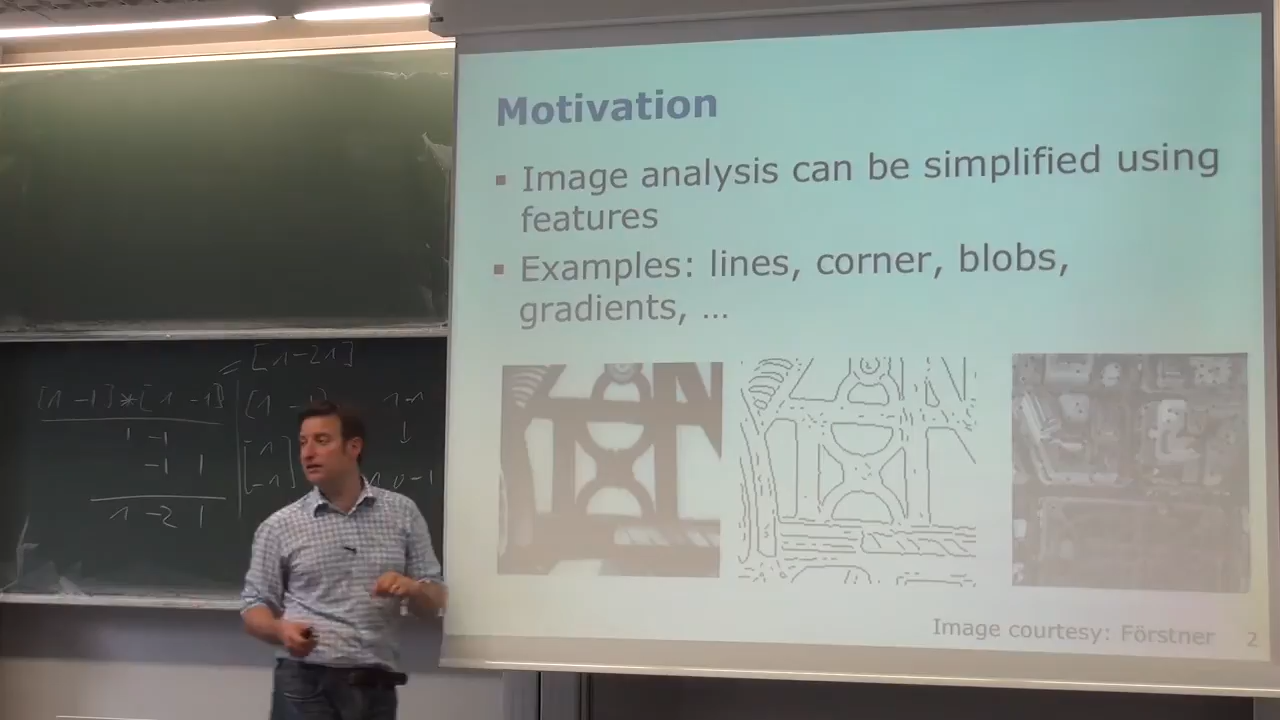 Motivation
▪ Image analysis can be simplified using
features
▪ Examples: lines, corner, blobs,
gradients, ...
Image courtesy: Förstner 2
[1 -2 1]
[1 -1]*[1 -1]
1 -1
-1 1
1 -2 1